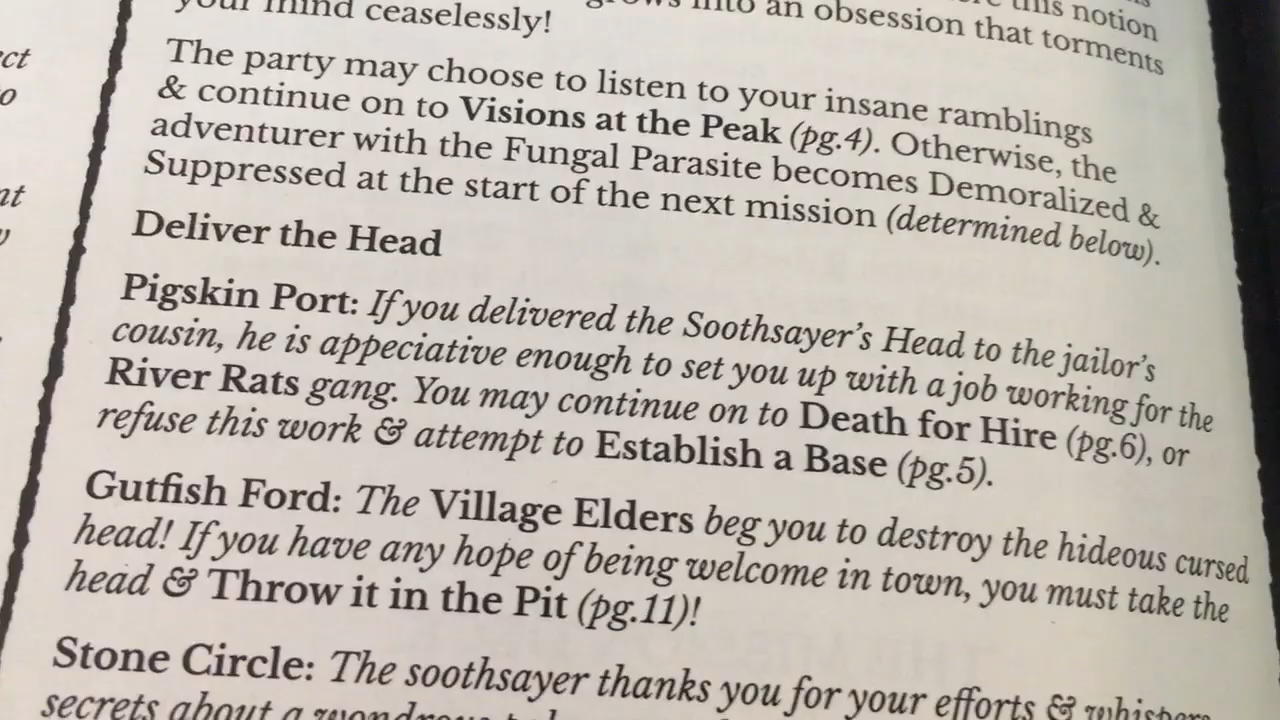 ct
o
nt
your mind ceaselessly!
grows into an obsession that torments
this notion
The party may choose to listen to your insane ramblings
& continue on to Visions at the Peak (pg.4). Otherwise, the
adventurer with the Fungal Parasite becomes Demoralized &
Suppressed at the start of the next mission (determined below).
Deliver the Head
Pigskin Port: If you delivered the Soothsayer's Head to the jailor's
cousin, he is appeciative enough to set you up with a job working for the
River Rats gang. You may continue on to Death for Hire (pg.6), or
refuse this work & attempt to Establish a Base (pg.5).
Gutfish Ford: The Village Elders beg you to destroy the hideous cursed
head! If you have any hope of being welcome in town, you must take the
head & Throw it in the Pit (pg.11)!
Stone Circle: The soothsayer thanks you for your efforts & whispers
secrets about a wondrous